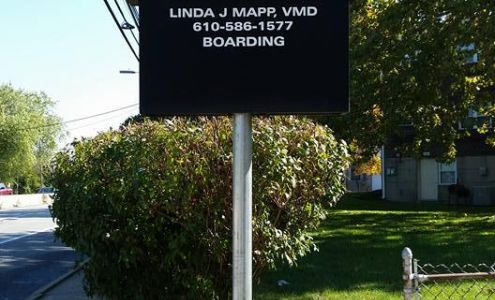 LINDA J MAPP, VMD
610-586-1577
BOARDING